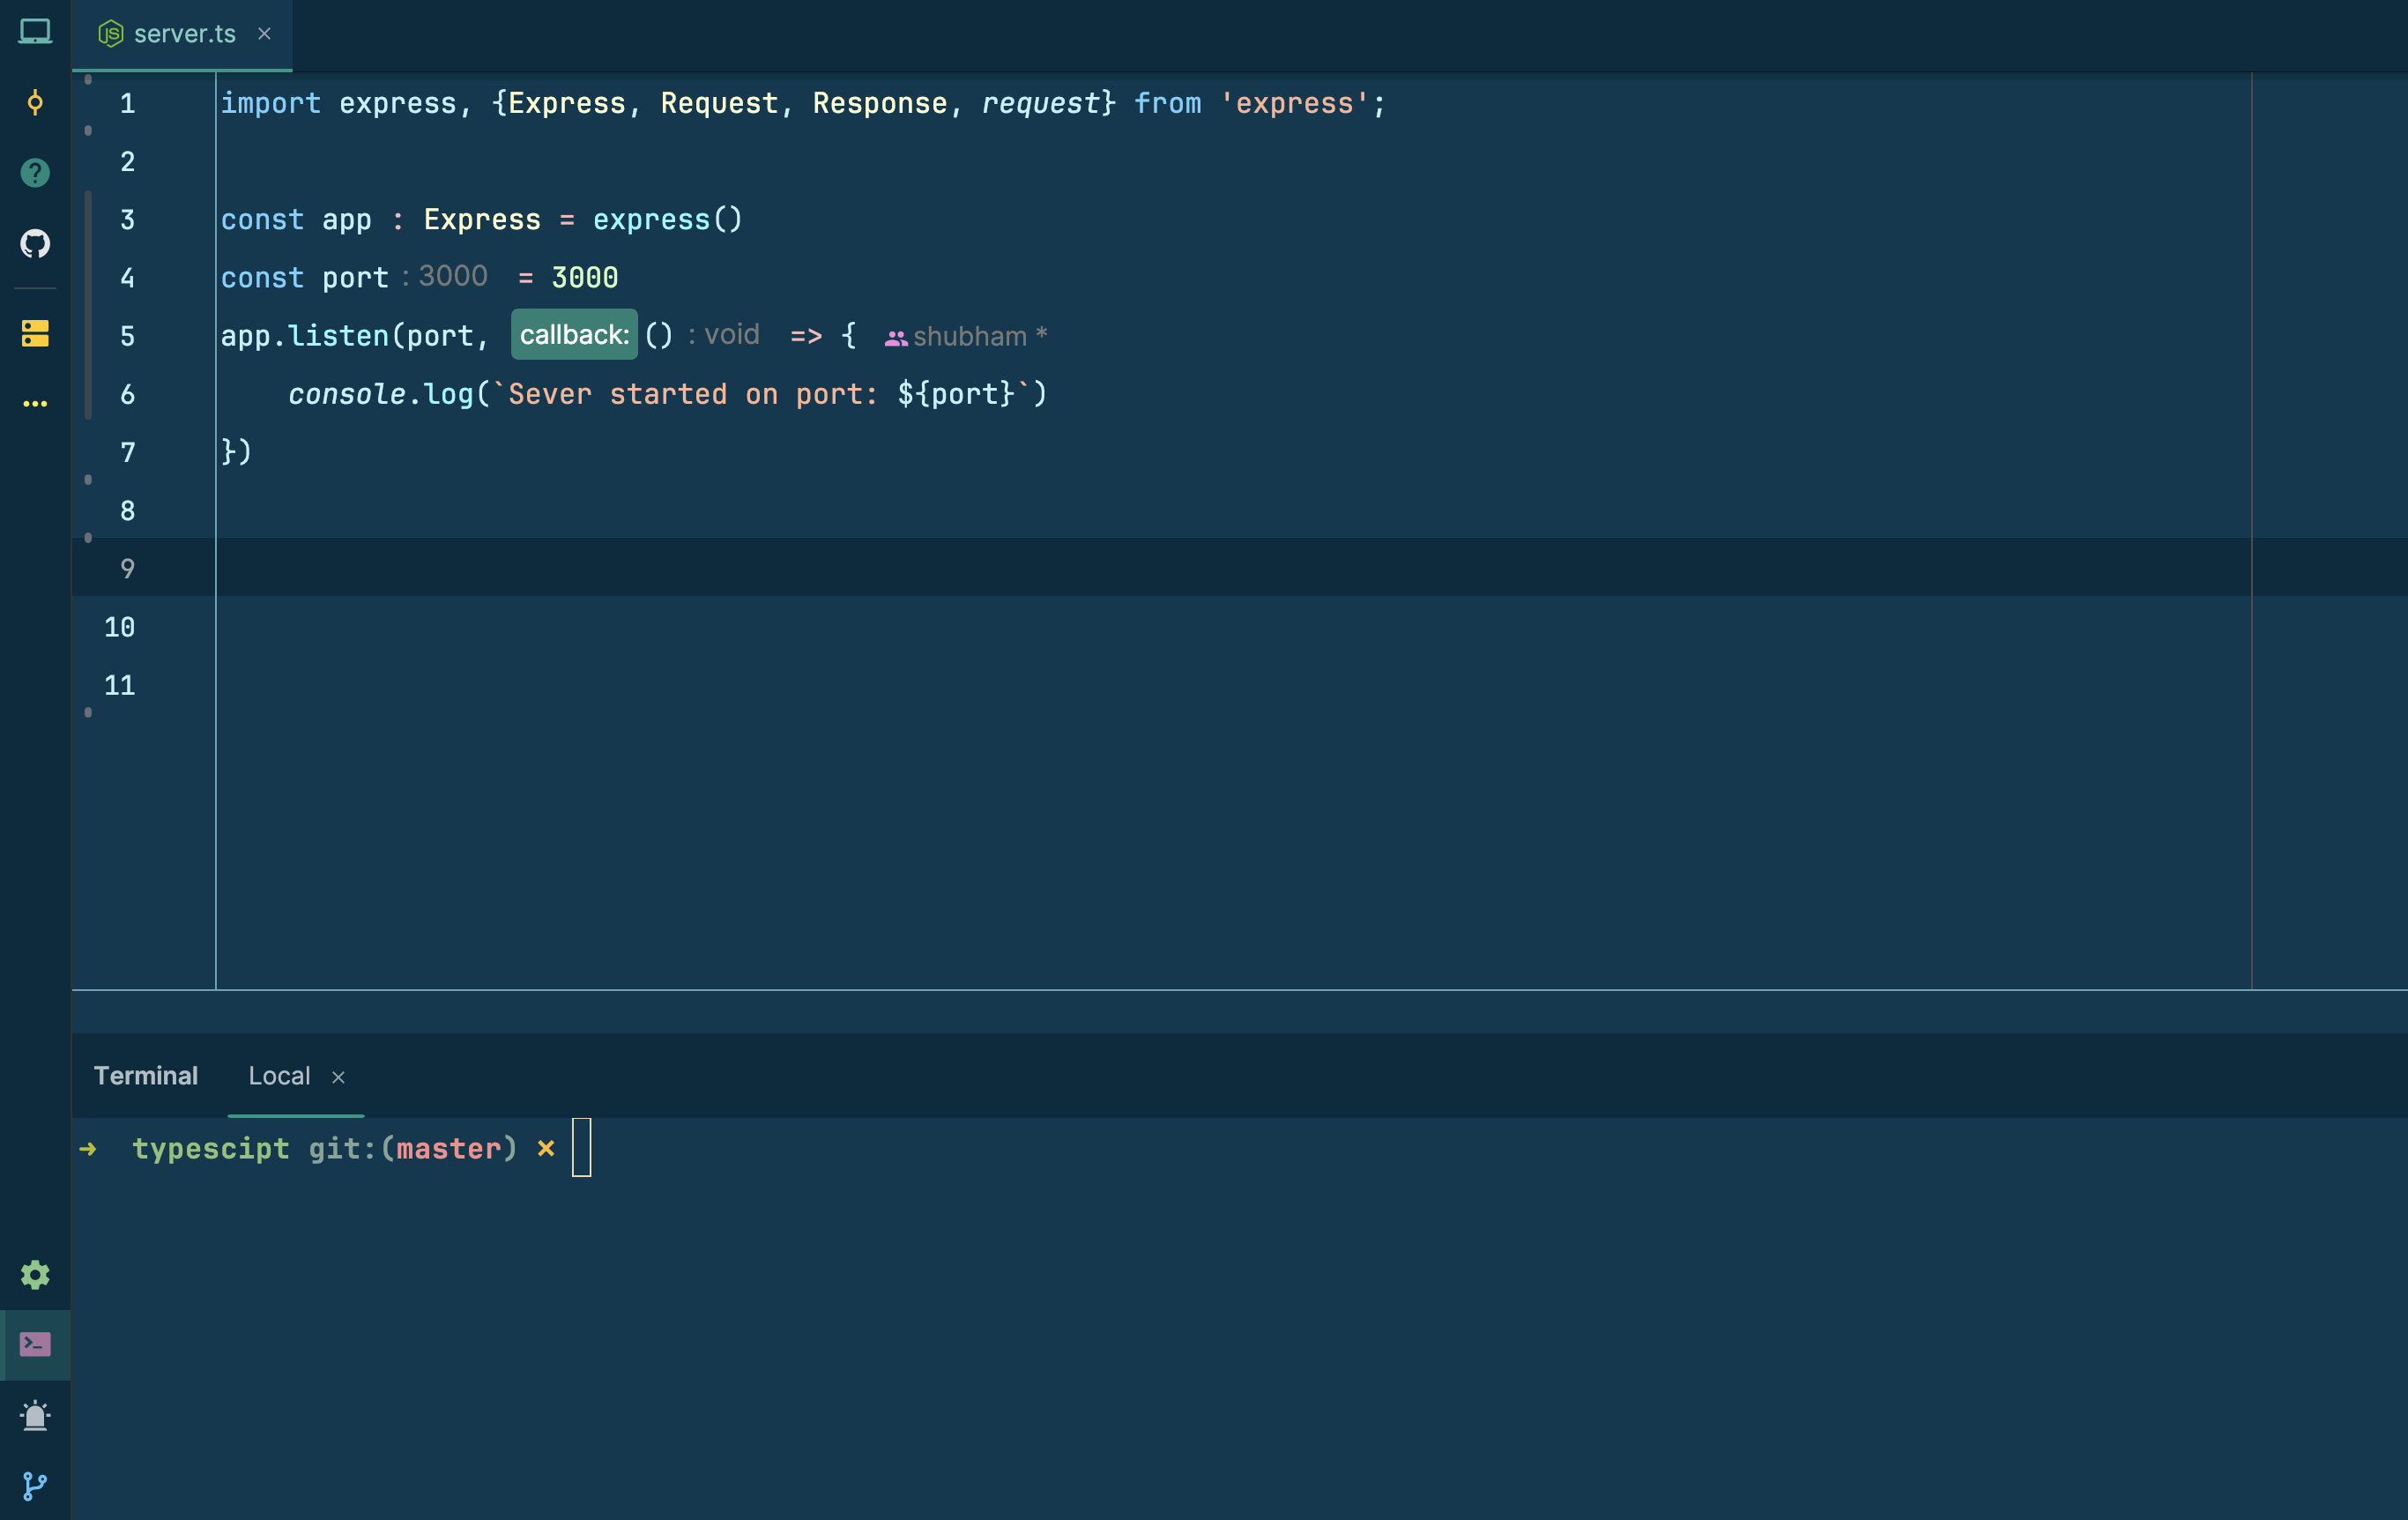 server.ts ×
1 import express, {Express, Request, Response, request} from 'express';
2
3 const app : Express = express()
4 const port : 3000 = 3000
5 app.listen(port, callback: () : void => { shubham *
6 console.log(`Sever started on port: ${port}`)
7 })
8
9
10
11
Terminal Local ×
→ typescipt git:(master) ×